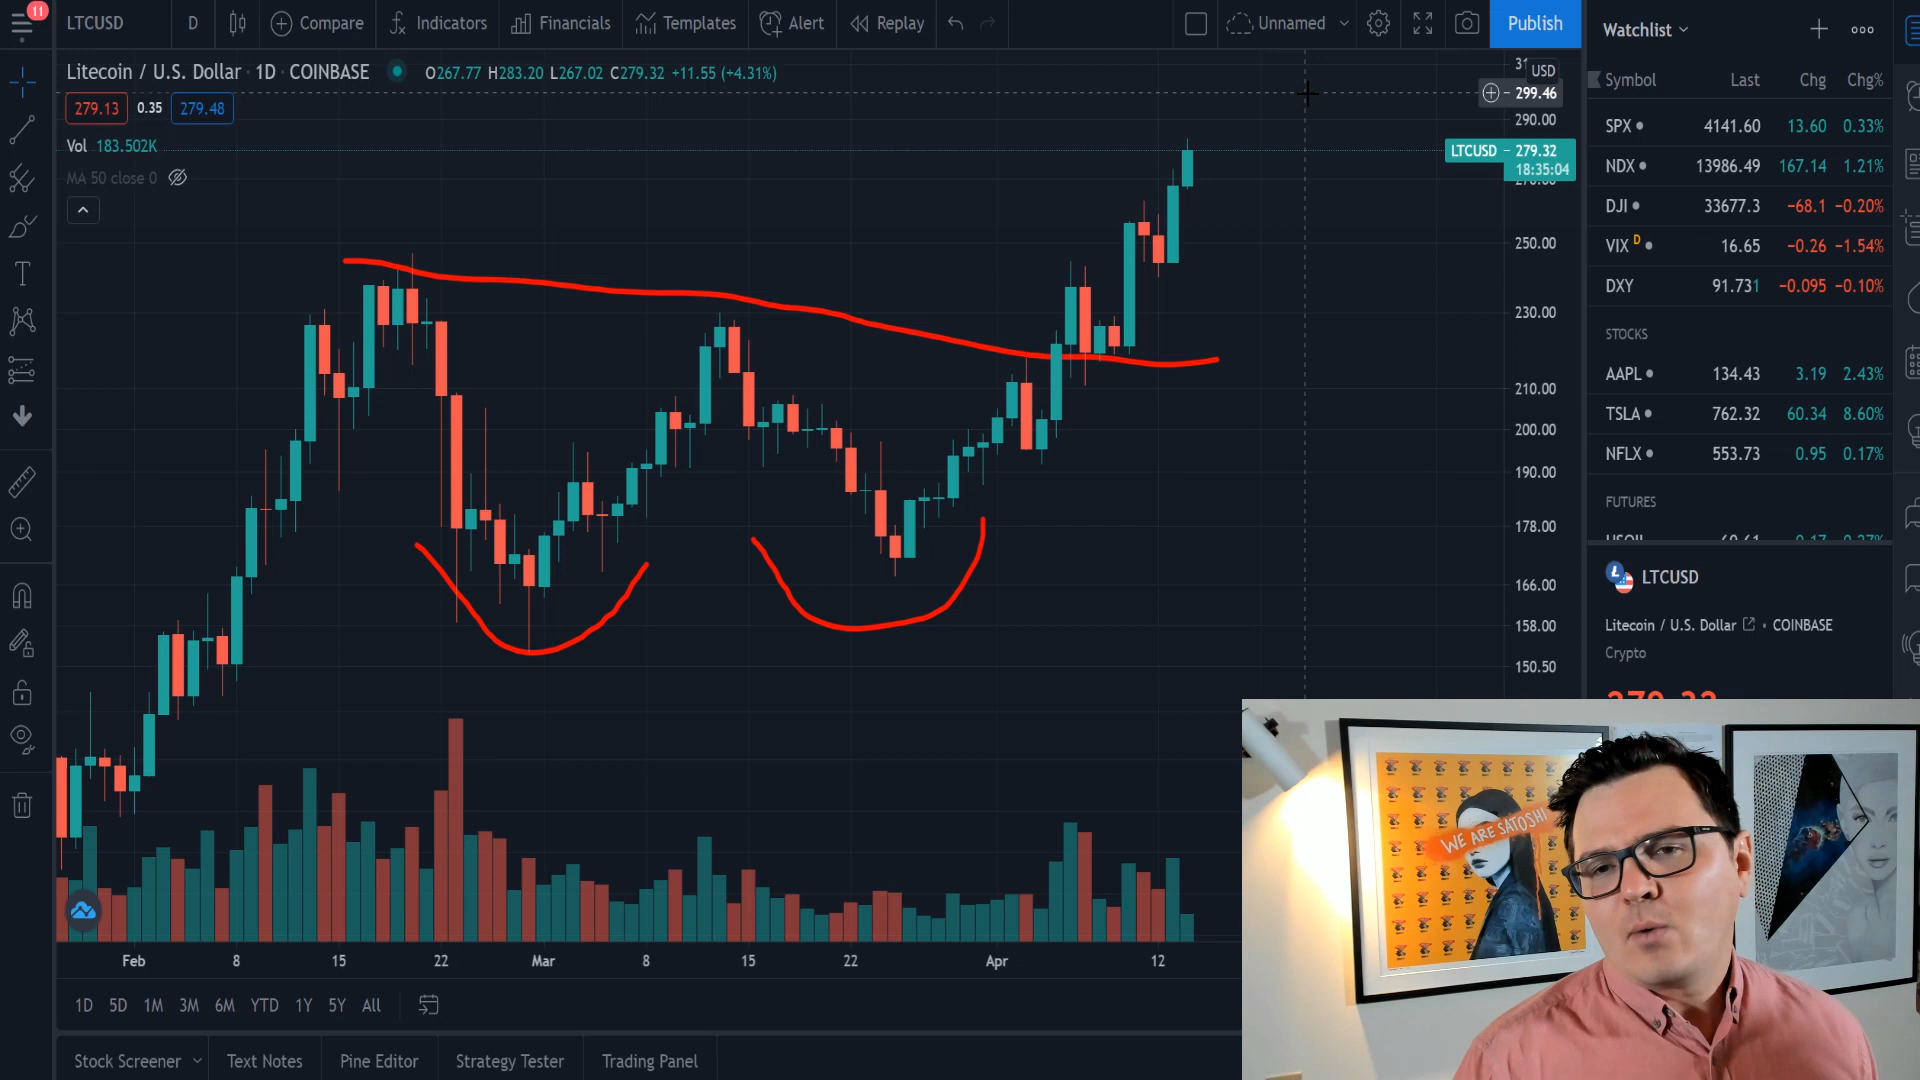 11
LTCUSD D Compare Indicators Financials Templates Alert Replay Unnamed Publish
Litecoin / U.S. Dollar · 1D · COINBASE O267.77 H283.20 L267.02 C279.32 +11.55 (+4.31%)
279.13 0.35 279.48
Vol 183.502K
MA 50 close 0
USD
299.46
290.00
LTCUSD 279.32
18:35:04
250.00
230.00
210.00
200.00
190.00
178.00
166.00
158.00
150.50
Feb 8 15 22 Mar 8 15 22 Apr 12
1D 5D 1M 3M 6M YTD 1Y 5Y All
Stock Screener Text Notes Pine Editor Strategy Tester Trading Panel
Watchlist
Symbol Last Chg Chg%
SPX 4141.60 13.60 0.33%
NDX 13986.49 167.14 1.21%
DJI 33677.3 −68.1 −0.20%
VIX D 16.65 −0.26 −1.54%
DXY 91.731 −0.095 −0.10%
STOCKS
AAPL 134.43 3.19 2.43%
TSLA 762.32 60.34 8.60%
NFLX 553.73 0.95 0.17%
FUTURES
LTCUSD
Litecoin / U.S. Dollar · COINBASE
Crypto
WE ARE SATOSHI